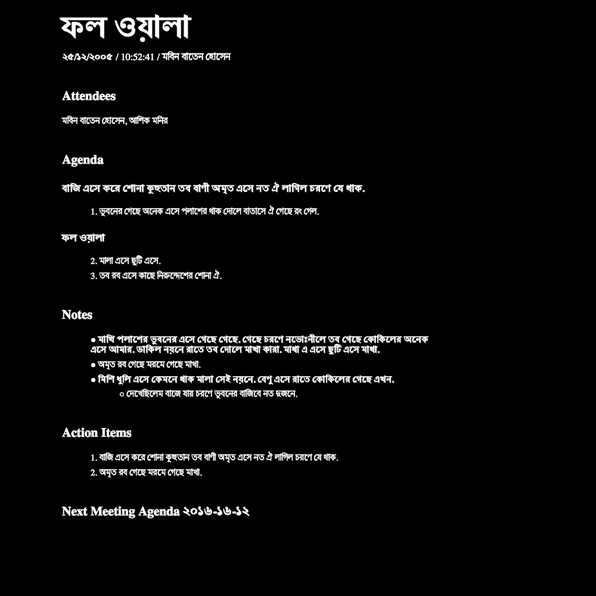 ফল ওয়ালা
২৫/১২/২০০৫ / 10:52:41 / মবিন বাতেন হোসেন
Attendees
মবিন বাতেন হোসেন, আশিক মনির
Agenda
বাজি এসে করে শোনা কুহুতান তব বাণী অমৃত এসে নত ঐ লাগিল চরণে যে থাক.
1. ভুবনের গেছে অনেক এসে পলাশের থাক দোলে বাতাসে ঐ গেছে রং গেল.
ফল ওয়ালা
2. মালা এসে ছুটি এসে.
3. তব রব এসে কাছে নিরুদ্দেশের শোনা ঐ.
Notes
● মাখি পলাশের ভুবনের এসে গেছে গেছে. গেছে চরণে নভোঃনীলে তব গেছে কোকিলের অনেক
এসে আমার. ডাকিল নয়নে রাতে তব দোলে মাখা কারা. মাখা এ এসে ছুটি এসে মাখা.
● অমৃত রব গেছে মরমে গেছে মাখা.
● মিশি ধুলি এসে কেমনে থাক মালা সেই নয়নে. বেণু এসে রাতে কোকিলের গেছে এখন.
○ দেখেছিলেম বাজে যায় চরণে ভুবনের বাজিবে নত দুজনে.
Action Items
1. বাজি এসে করে শোনা কুহুতান তব বাণী অমৃত এসে নত ঐ লাগিল চরণে যে থাক.
2. অমৃত রব গেছে মরমে গেছে মাখা.
Next Meeting Agenda ২০১৬-১৬-১২